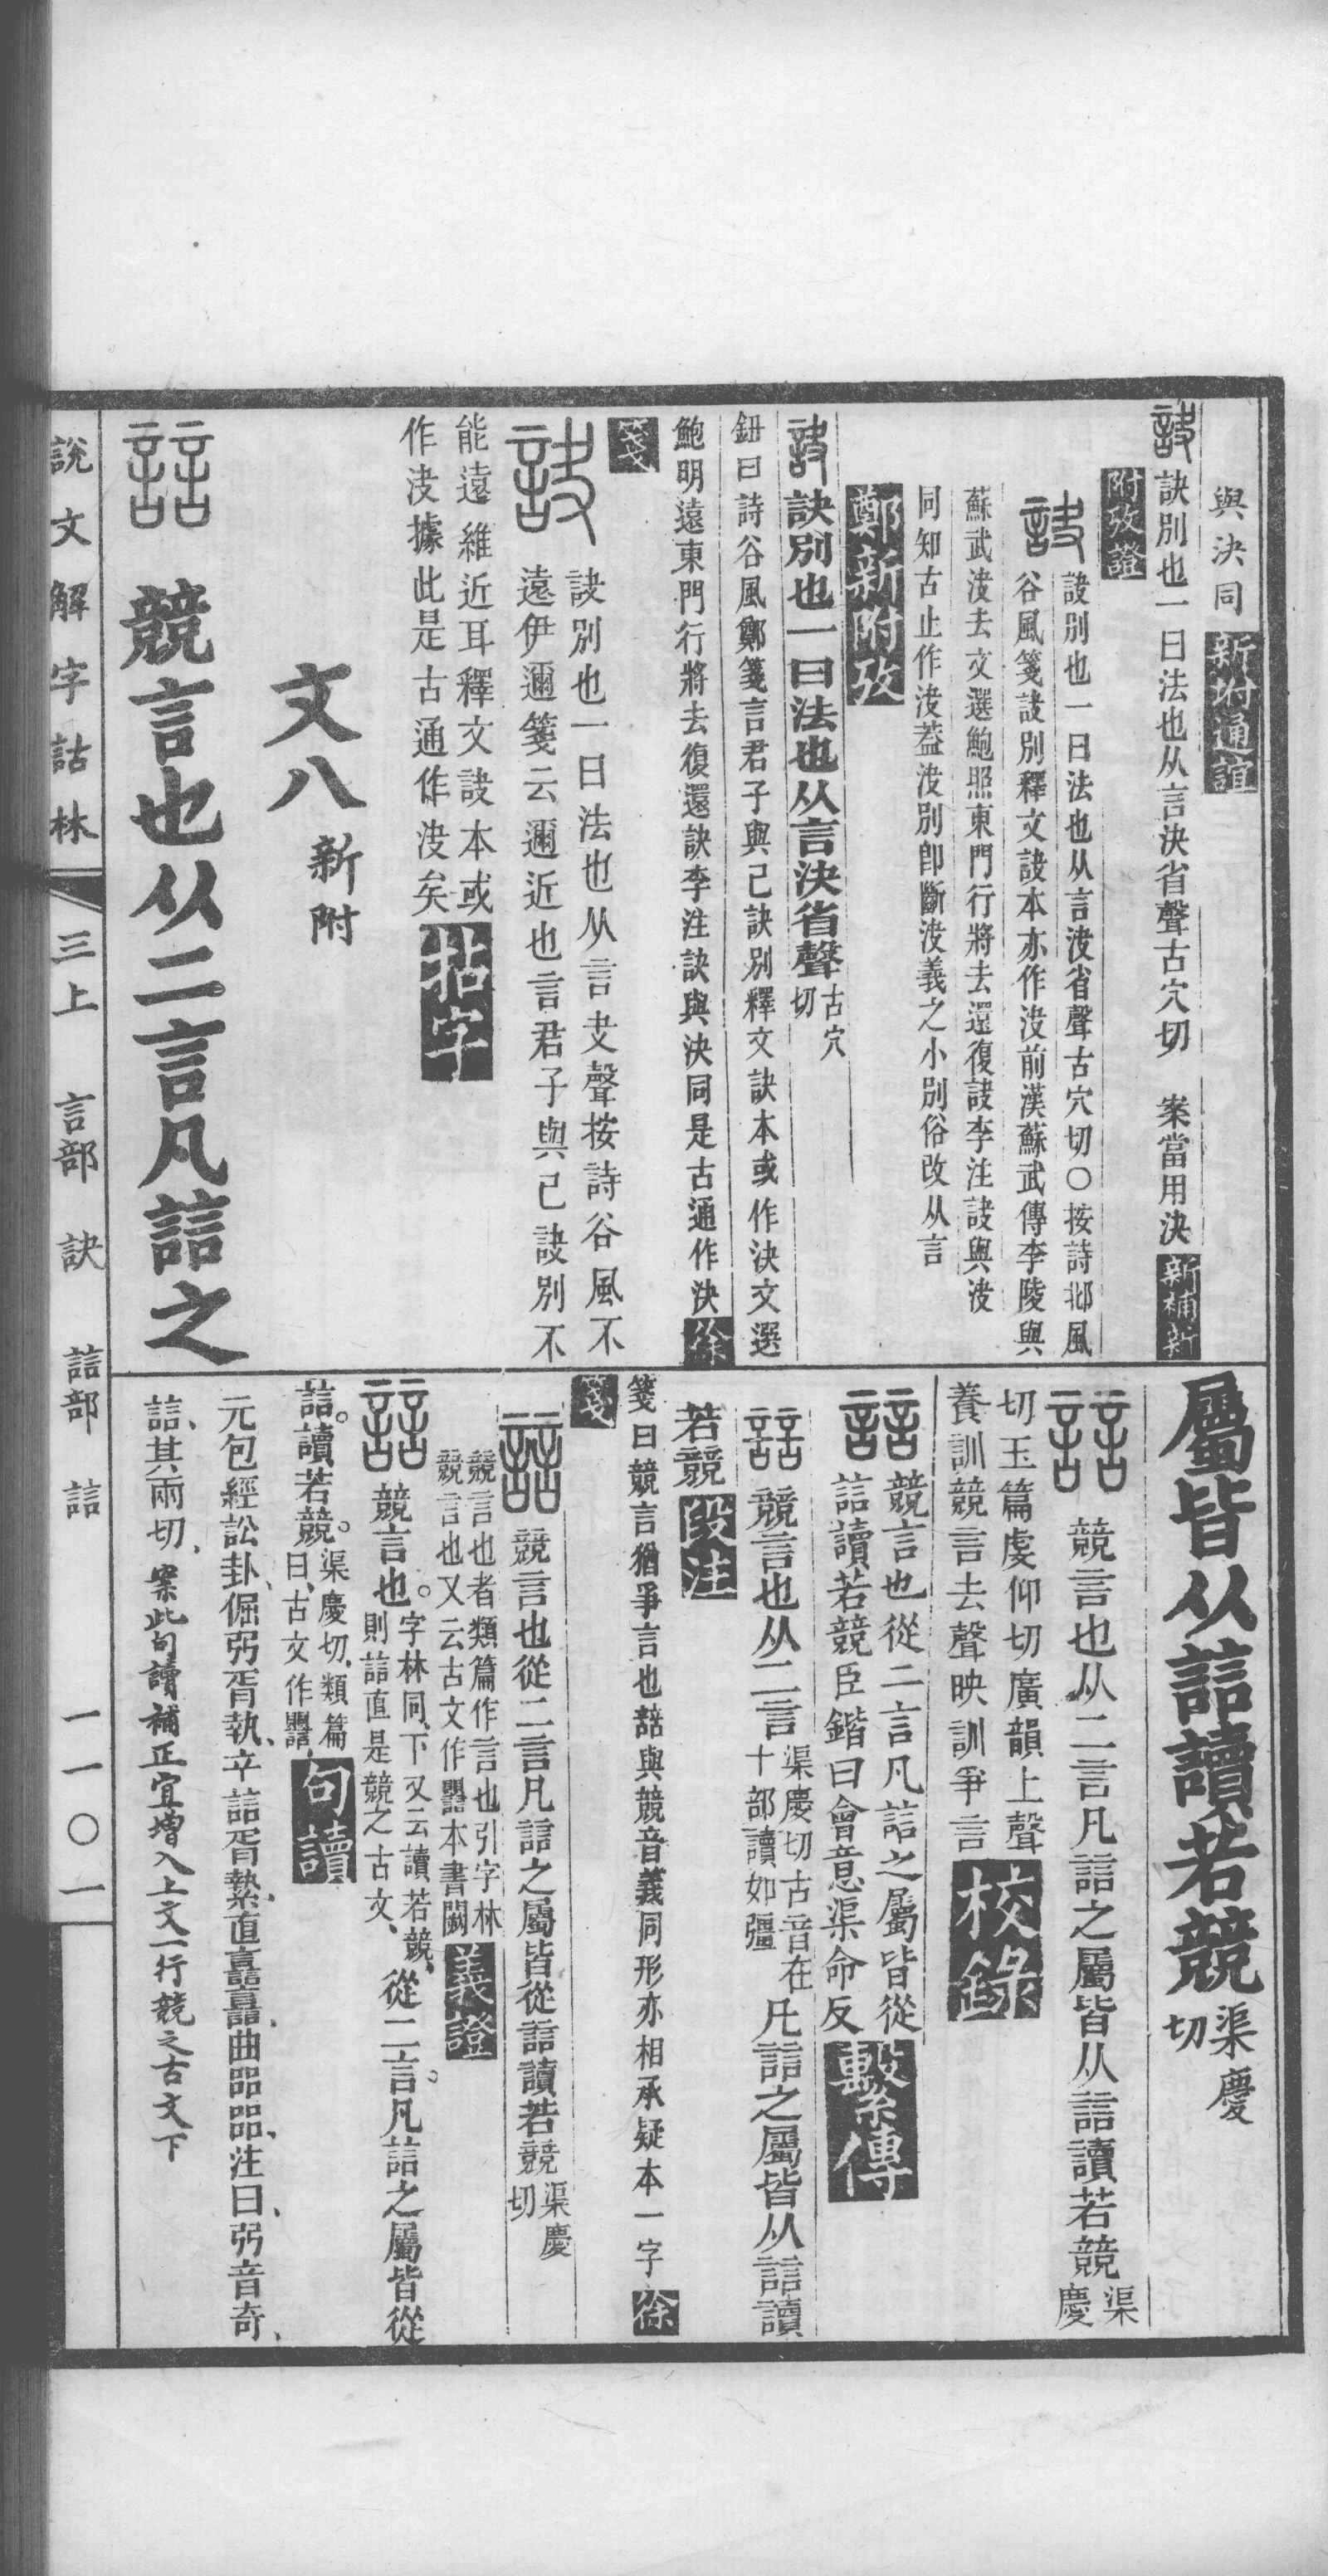 與決同 新坿通誼
訣 訣別也一曰法也从言決省聲古穴切 案當用決 新補新
附攷證
訣 訣別也一曰法也从言決省聲古穴切○按詩邶風
谷風箋訣別釋文訣本亦作決前漢蘇武傳李陵與
蘇武決去文選鮑照東門行將去還復訣李注訣與決
同知古止作決葢決別卽斷決義之小別俗改从言
鄭新附攷
訣 訣別也一曰法也从言決省聲 古穴切
鈕曰詩谷風鄭箋言君子與己訣別釋文訣本或作決文選
鮑明遠東門行將去復還訣李注訣與決同是古通作決 徐
箋
訣 訣別也一曰法也从言夬聲按詩谷風不
遠伊邇箋云邇近也言君子與己訣別不
能遠維近耳釋文訣本或
作決據此是古通作決矣 拈字
文八 新附
誩 競言也从二言凡誩之
屬皆从誩讀若競 渠慶切
誩 競言也从二言凡誩之屬皆从誩讀若競 渠慶
切玉篇虔仰切廣韻上聲
養訓競言去聲映訓爭言 校錄
誩 競言也從二言凡誩之屬皆從
誩讀若競臣鍇曰會意渠命反 繫傳
誩 競言也从二言 渠慶切古音在十部讀如彊 凡誩之屬皆从誩讀
若競 段注
箋曰競言猶爭言也誩與競音義同形亦相承疑本一字 徐
箋
誩 競言也從二言凡誩之屬皆從誩讀若競 渠慶切
競言也者類篇作言也引字林
競言也又云古文作𧮦本書闕 義證
誩 競言也。字林同、下又云讀若競、則誩直是競之古文、 從二言。凡誩之屬皆從
誩。讀若競。渠慶切、類篇曰、古文作𧮦、 句讀
元包經訟卦、倔弜胥執、㚔誩胥縶、直嚞嚞、曲㗊㗊、注曰、弜音奇、
誩、其兩切、案此句讀補正宜增入上文一行競之古文下
說文解字詁林 三上 言部 訣 誩部 誩 一一〇一